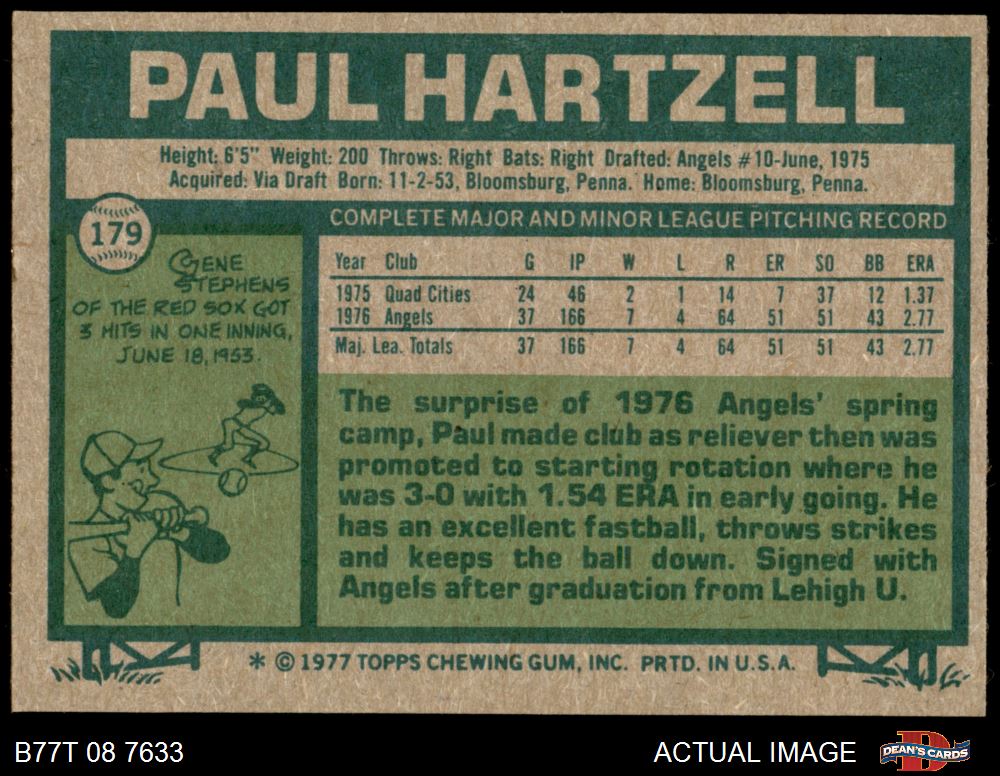 PAUL HARTZELL
Height: 6'5" Weight: 200 Throws: Right Bats: Right Drafted: Angels #10-June, 1975
Acquired: Via Draft Born: 11-2-53, Bloomsburg, Penna. Home: Bloomsburg, Penna.
179
GENE
STEPHENS
OF THE RED SOX GOT
3 HITS IN ONE INNING,
JUNE 18, 1953.
COMPLETE MAJOR AND MINOR LEAGUE PITCHING RECORD
Year Club G IP W L R ER SO BB ERA
1975 Quad Cities 24 46 2 1 14 7 37 12 1.37
1976 Angels 37 166 7 4 64 51 51 43 2.77
Maj. Lea. Totals 37 166 7 4 64 51 51 43 2.77
The surprise of 1976 Angels' spring
camp, Paul made club as reliever then was
promoted to starting rotation where he
was 3-0 with 1.54 ERA in early going. He
has an excellent fastball, throws strikes
and keeps the ball down. Signed with
Angels after graduation from Lehigh U.
* © 1977 TOPPS CHEWING GUM, INC. PRTD. IN U.S.A.
B77T 08 7633
ACTUAL IMAGE
D
DEAN'S CARDS